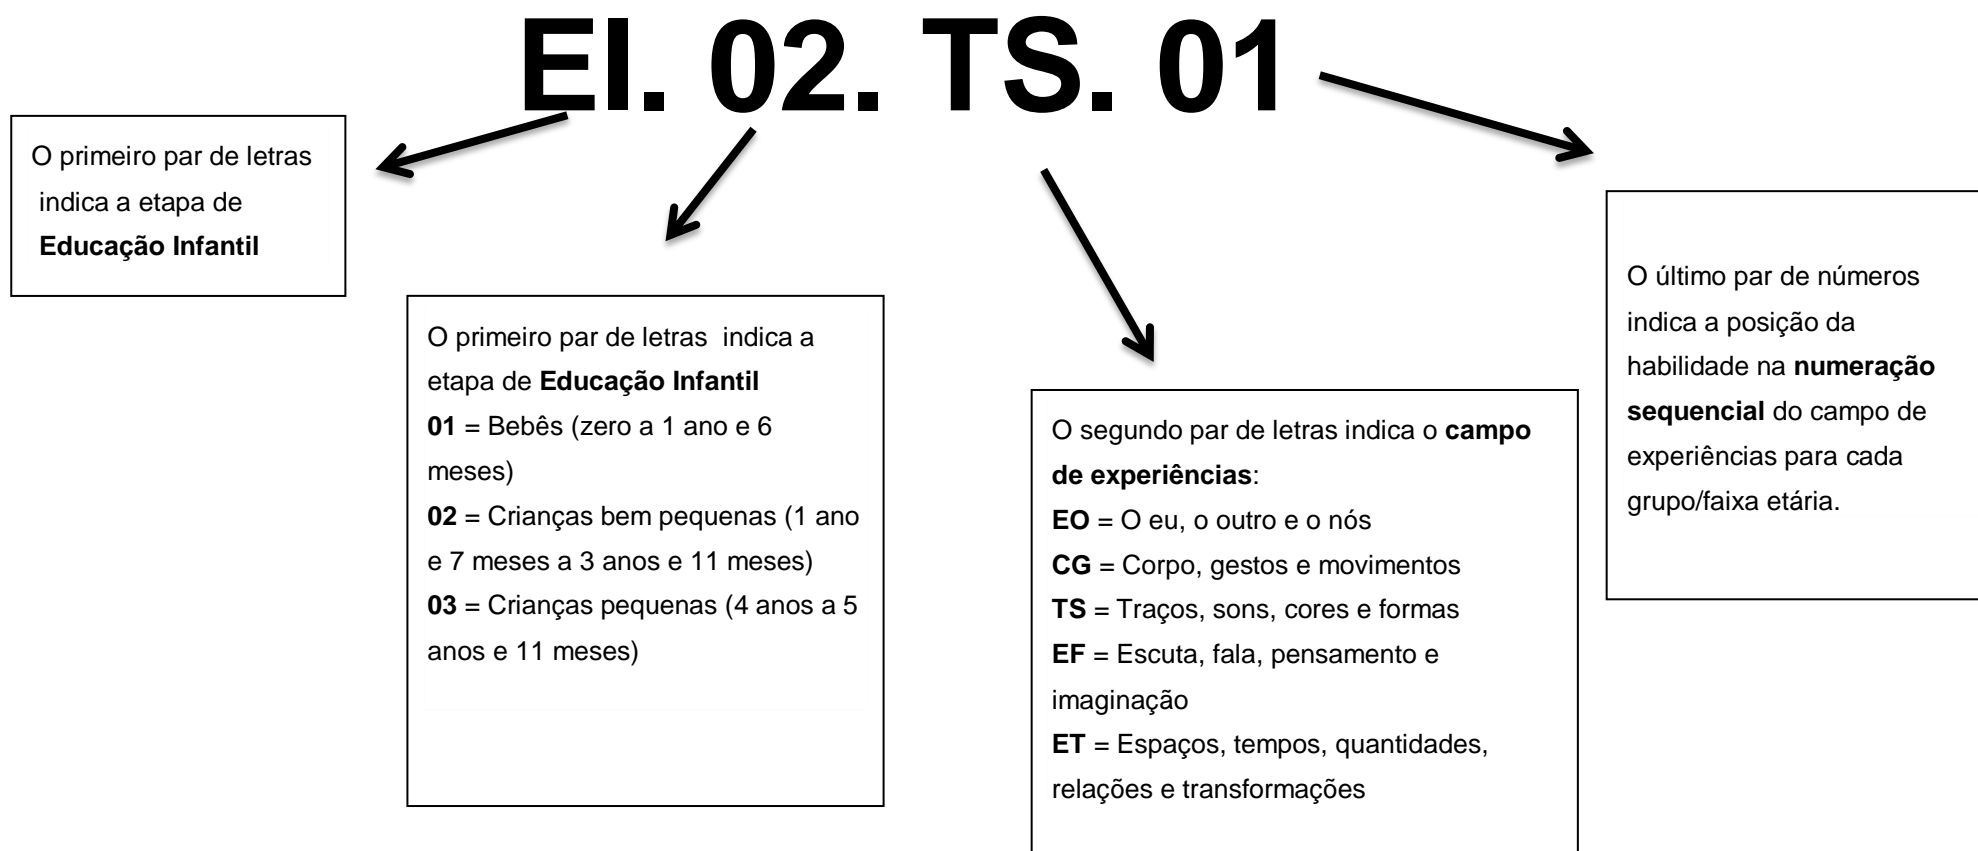 EI. 02. TS. 01
O primeiro par de letras
indica a etapa de
Educação Infantil
O primeiro par de letras indica a
etapa de Educação Infantil
01 = Bebês (zero a 1 ano e 6
meses)
02 = Crianças bem pequenas (1 ano
e 7 meses a 3 anos e 11 meses)
03 = Crianças pequenas (4 anos a 5
anos e 11 meses)
O segundo par de letras indica o campo
de experiências:
EO = O eu, o outro e o nós
CG = Corpo, gestos e movimentos
TS = Traços, sons, cores e formas
EF = Escuta, fala, pensamento e
imaginação
ET = Espaços, tempos, quantidades,
relações e transformações
O último par de números
indica a posição da
habilidade na numeração
sequencial do campo de
experiências para cada
grupo/faixa etária.